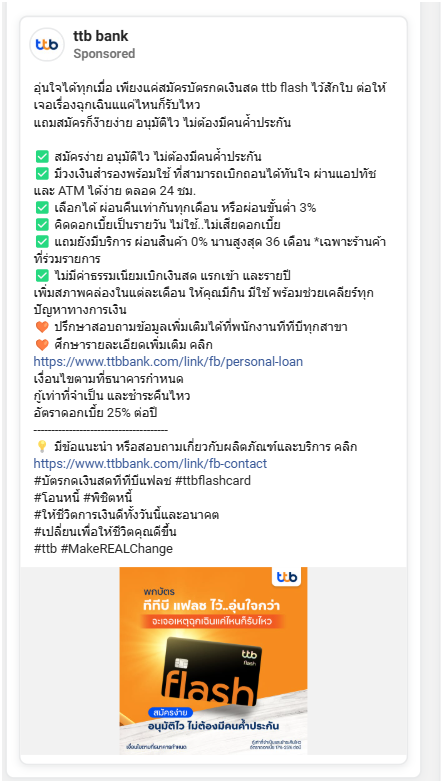 ttb bank
Sponsored
อุ่นใจได้ทุกเมื่อ เพียงแค่สมัครบัตรกดเงินสด ttb flash ไว้สักใบ ต่อให้
เจอเรื่องฉุกเฉินแค่ไหนก็รับไหว
แถมสมัครก็ง่ายง่าย อนุมัติไว ไม่ต้องมีคนค้ำประกัน
✅ สมัครง่าย อนุมัติไว ไม่ต้องมีคนค้ำประกัน
✅ มีวงเงินสำรองพร้อมใช้ ที่สามารถเบิกถอนได้ทันใจ ผ่านแอปทัช
และ ATM ได้ง่าย ตลอด 24 ชม.
✅ เลือกได้ ผ่อนคืนเท่ากันทุกเดือน หรือผ่อนขั้นต่ำ 3%
✅ คิดดอกเบี้ยเป็นรายวัน ไม่ใช้..ไม่เสียดอกเบี้ย
✅ แถมยังมีบริการ ผ่อนสินค้า 0% นานสูงสุด 36 เดือน *เฉพาะร้านค้า
ที่ร่วมรายการ
✅ ไม่มีค่าธรรมเนียมเบิกเงินสด แรกเข้า และรายปี
เพิ่มสภาพคล่องในแต่ละเดือน ให้คุณมีกิน มีใช้ พร้อมช่วยเคลียร์ทุก
ปัญหาทางการเงิน
🧡 ปรึกษาสอบถามข้อมูลเพิ่มเติมได้ที่พนักงานทีทีบีทุกสาขา
🧡 ศึกษารายละเอียดเพิ่มเติม คลิก
https://www.ttbbank.com/link/fb/personal-loan
เงื่อนไขตามที่ธนาคารกำหนด
กู้เท่าที่จำเป็น และชำระคืนไหว
อัตราดอกเบี้ย 25% ต่อปี
------------------------------------
💡 มีข้อแนะนำ หรือสอบถามเกี่ยวกับผลิตภัณฑ์และบริการ คลิก
https://www.ttbbank.com/link/fb-contact
#บัตรกดเงินสดทีทีบีแฟลช #ttbflashcard
#โอนหนี้ #พิชิตหนี้
#ให้ชีวิตการเงินดีทั้งวันนี้และอนาคต
#เปลี่ยนเพื่อให้ชีวิตคุณดีขึ้น
#ttb #MakeREALChange
ttb
พกบัตร
ทีทีบี แฟลช ไว้..อุ่นใจกว่า
จะเจอเหตุฉุกเฉินแค่ไหนก็รับไหว
ttb
flash
flash
สมัครง่าย
อนุมัติไว ไม่ต้องมีคนค้ำประกัน
เงื่อนไขตามที่ธนาคารกำหนด